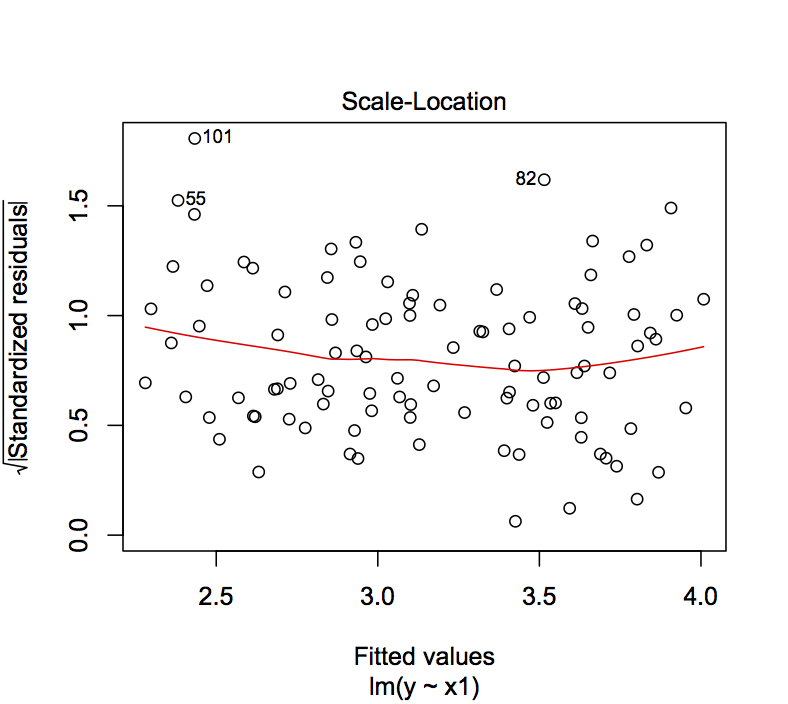 Scale-Location
101
55
82
√|Standardized residuals|
0.0
0.5
1.0
1.5
2.5
3.0
3.5
4.0
Fitted values
lm(y ~ x1)